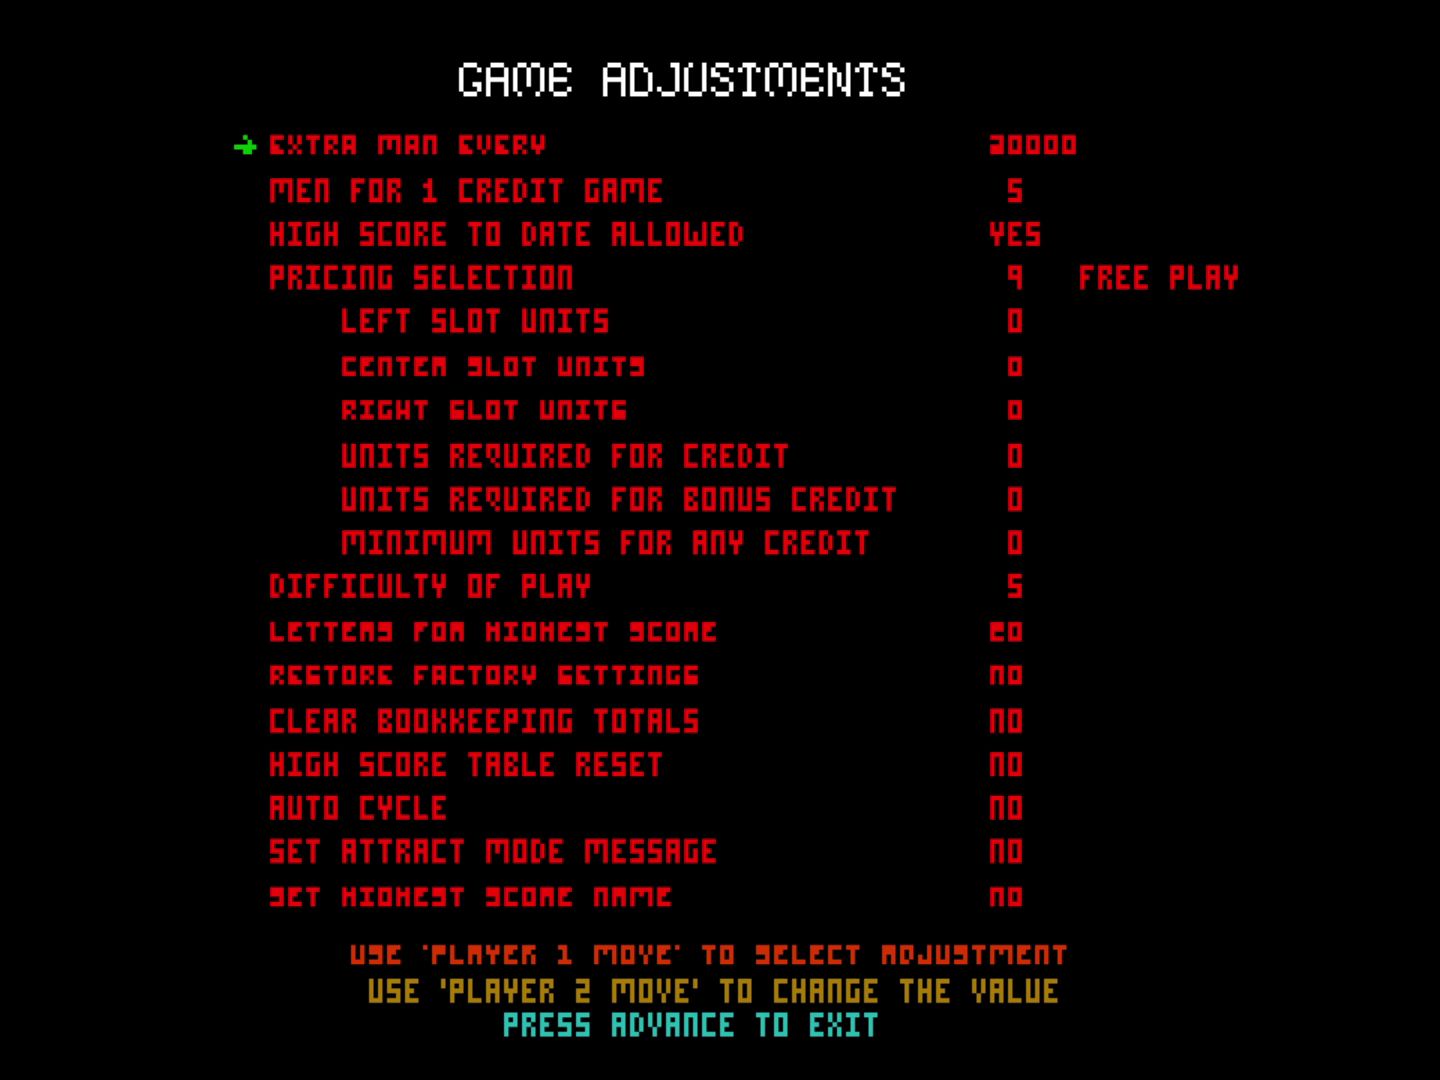 GAME ADJUSTMENTS
EXTRA MAN EVERY 20000
MEN FOR 1 CREDIT GAME 5
HIGH SCORE TO DATE ALLOWED YES
PRICING SELECTION 9 FREE PLAY
LEFT SLOT UNITS 0
CENTER SLOT UNITS 0
RIGHT SLOT UNITS 0
UNITS REQUIRED FOR CREDIT 0
UNITS REQUIRED FOR BONUS CREDIT 0
MINIMUM UNITS FOR ANY CREDIT 0
DIFFICULTY OF PLAY 5
LETTERS FOR HIGHEST SCORE 20
RESTORE FACTORY SETTINGS NO
CLEAR BOOKKEEPING TOTALS NO
HIGH SCORE TABLE RESET NO
AUTO CYCLE NO
SET ATTRACT MODE MESSAGE NO
SET HIGHEST SCORE NAME NO
USE 'PLAYER 1 MOVE' TO SELECT ADJUSTMENT
USE 'PLAYER 2 MOVE' TO CHANGE THE VALUE
PRESS ADVANCE TO EXIT